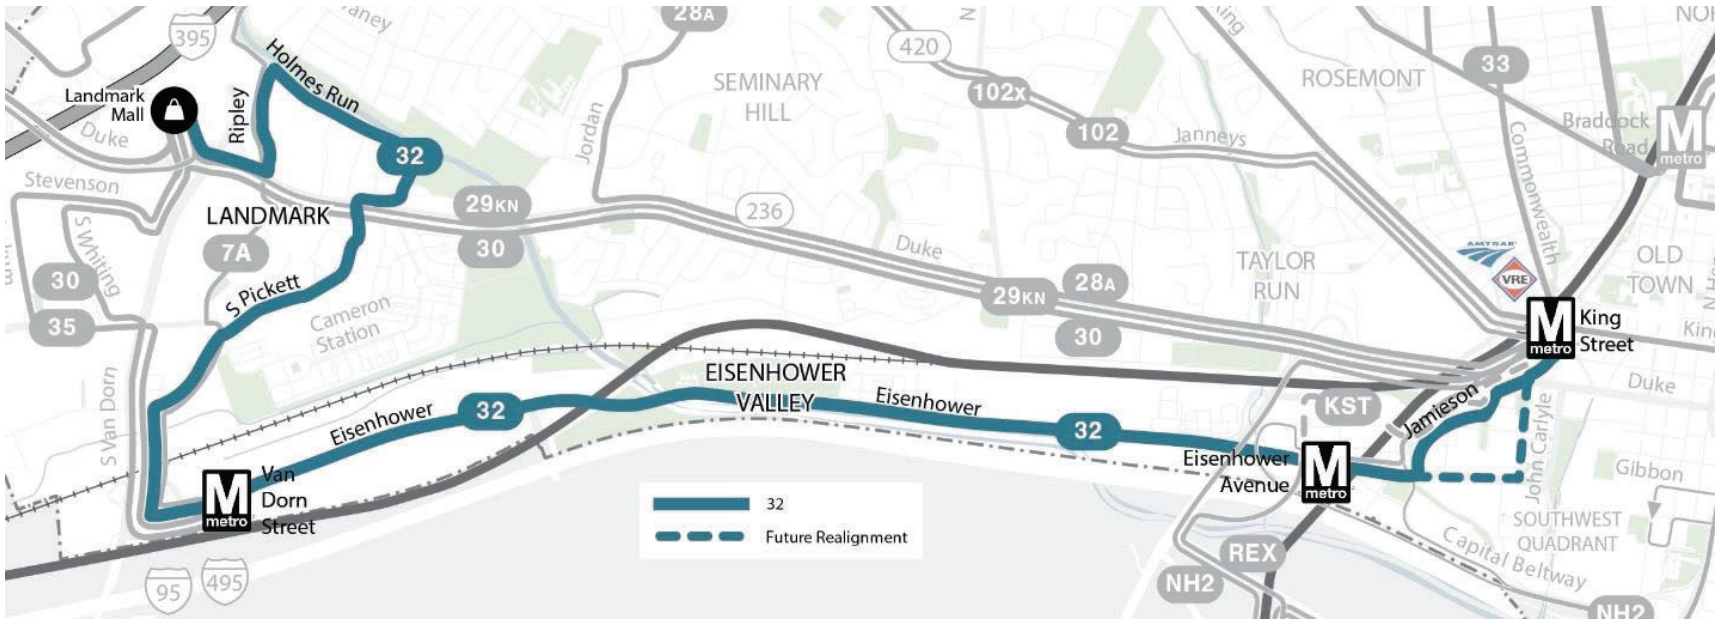 28A
395
420
33
NO
ROSEMONT
SEMINARY
HILL
Holmes Run
Landmark
Mall
Ripley
Duke
Jordan
102x
102
Janneys
Commonwealth
Braddock
Road
M
metro
32
Stevenson
S Whiting
LANDMARK
29KN
30
236
Duke
7A
30
35
S Pickett
Cameron
Station
29KN
28A
30
TAYLOR
RUN
AMTRAK
VRE
OLD
TOWN
M
metro
King
Street
King
Duke
EISENHOWER
VALLEY
Eisenhower
32
Eisenhower
32
KST
Jamieson
John Carlyle
Gibbon
S Van Dorn
M
metro
Van
Dorn
Street
Eisenhower
Avenue
M
metro
32
Future Realignment
SOUTHWEST
QUADRANT
Capital Beltway
REX
NH2
NH2
95
495